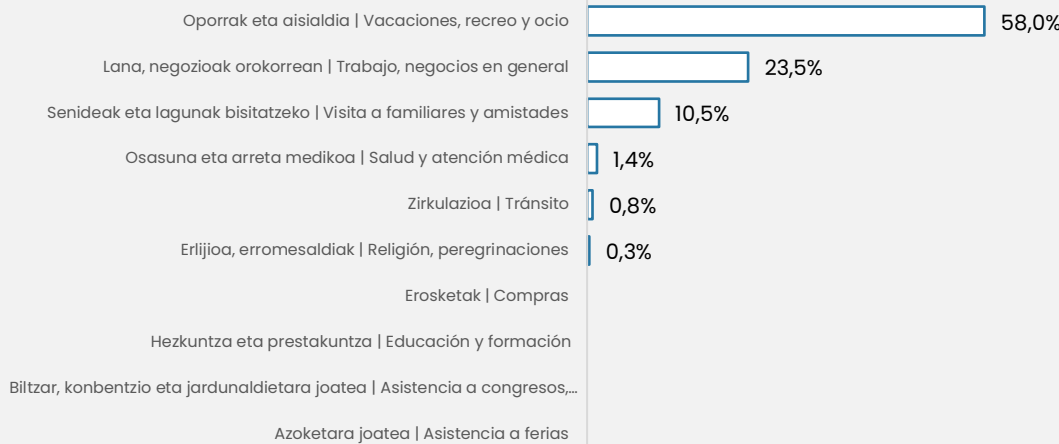 Oporrak eta aisialdia | Vacaciones, recreo y ocio 58,0%
Lana, negozioak orokorrean | Trabajo, negocios en general 23,5%
Senideak eta lagunak bisitatzeko | Visita a familiares y amistades 10,5%
Osasuna eta arreta medikoa | Salud y atención médica 1,4%
Zirkulazioa | Tránsito 0,8%
Erlijioa, erromesaldiak | Religión, peregrinaciones 0,3%
Erosketak | Compras
Hezkuntza eta prestakuntza | Educación y formación
Biltzar, konbentzio eta jardunaldietara joatea | Asistencia a congresos,...
Azoketara joatea | Asistencia a ferias